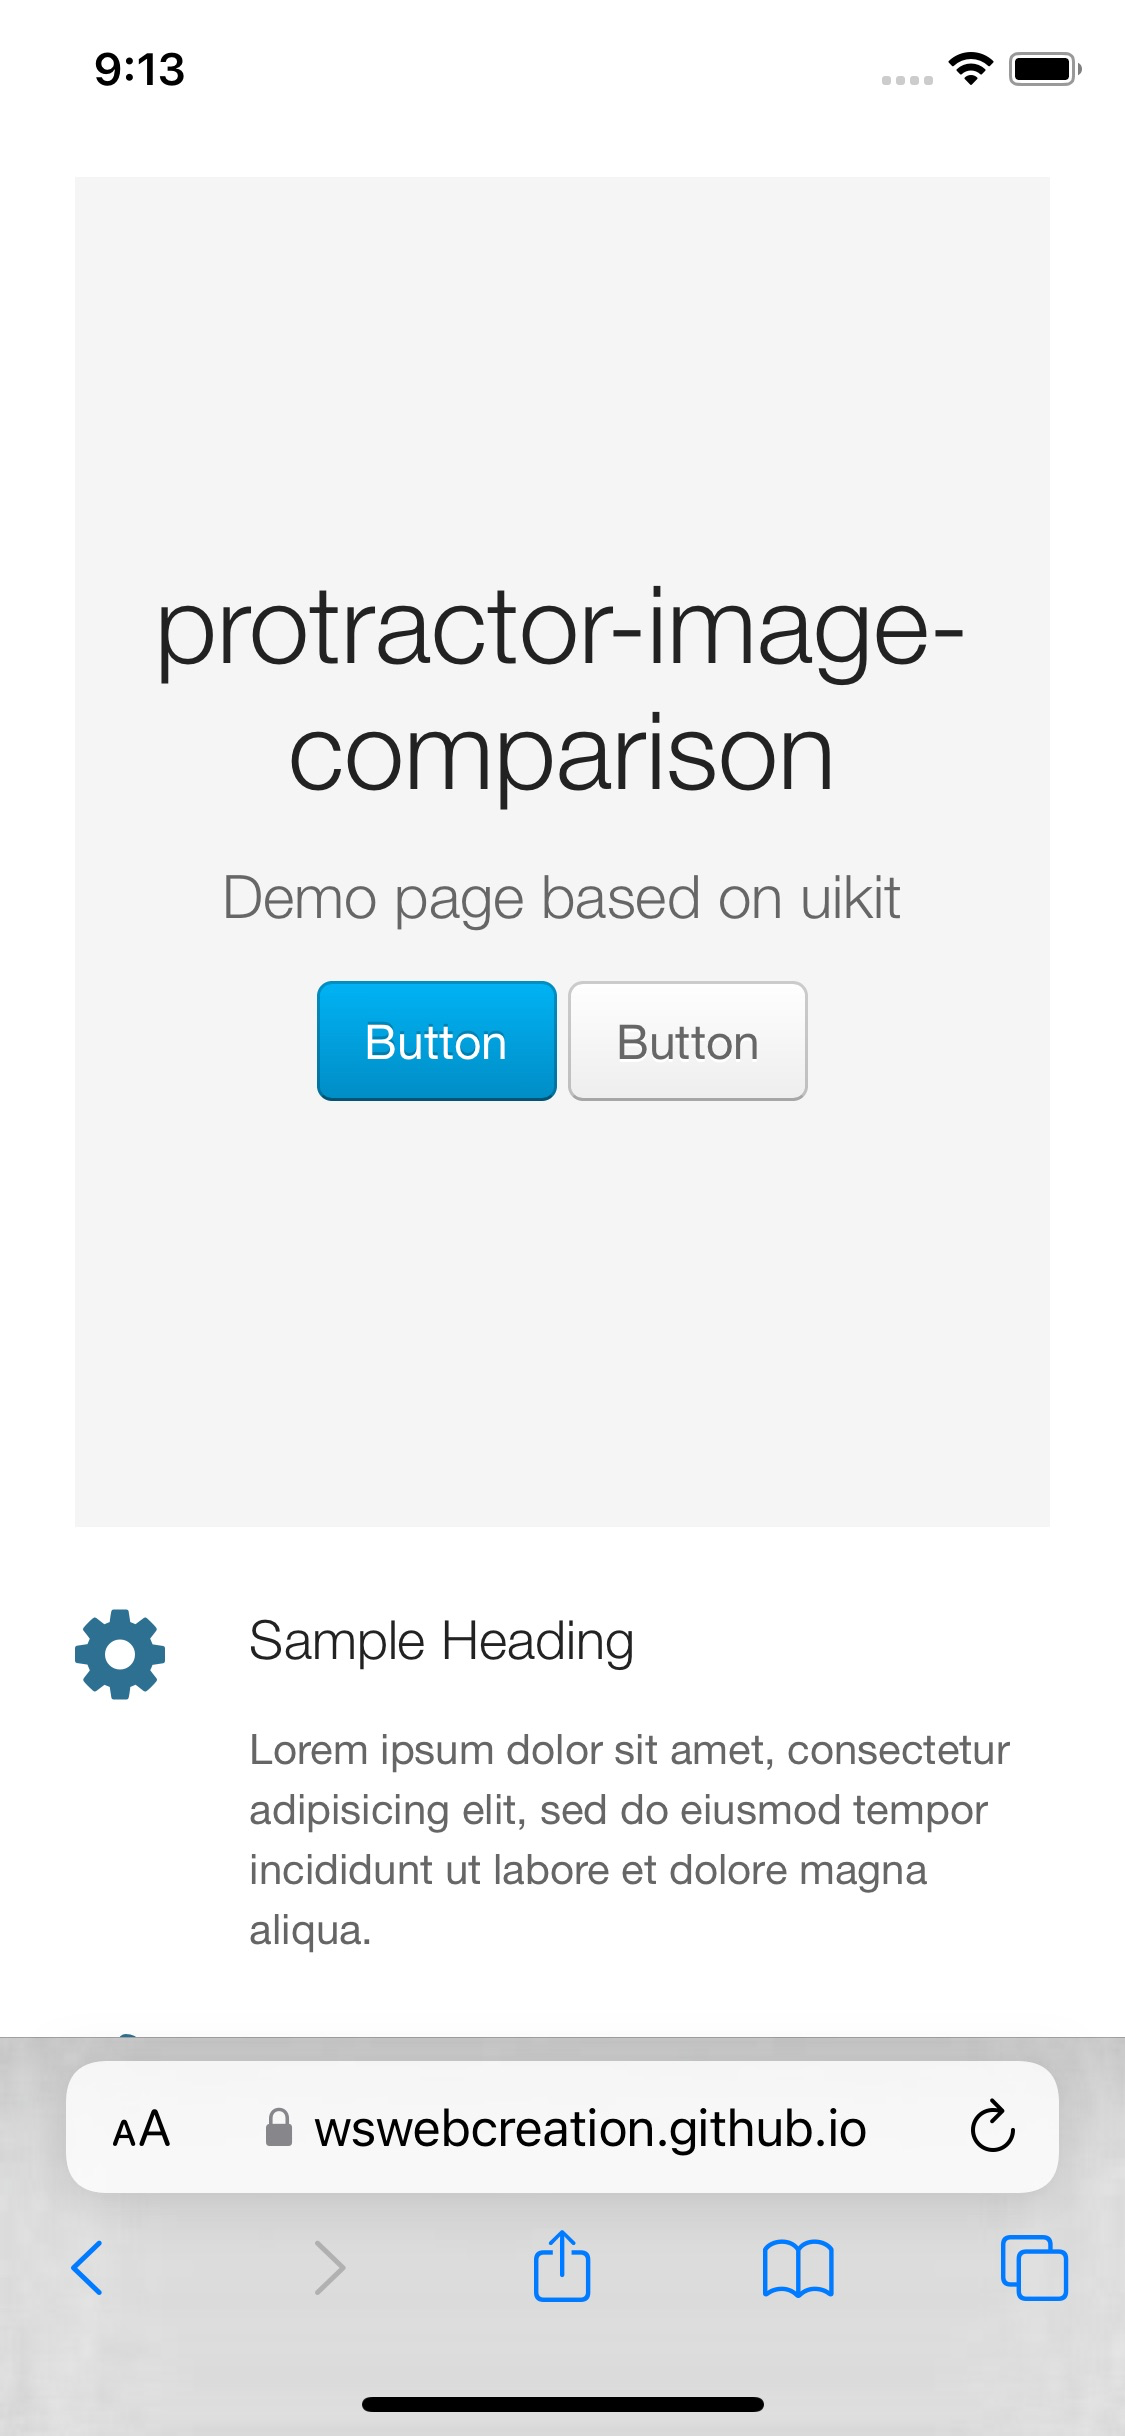 9:13
protractor-image-
comparison
Demo page based on uikit
Button Button
Sample Heading
Lorem ipsum dolor sit amet, consectetur
adipisicing elit, sed do eiusmod tempor
incididunt ut labore et dolore magna
aliqua.
AA wswebcreation.github.io